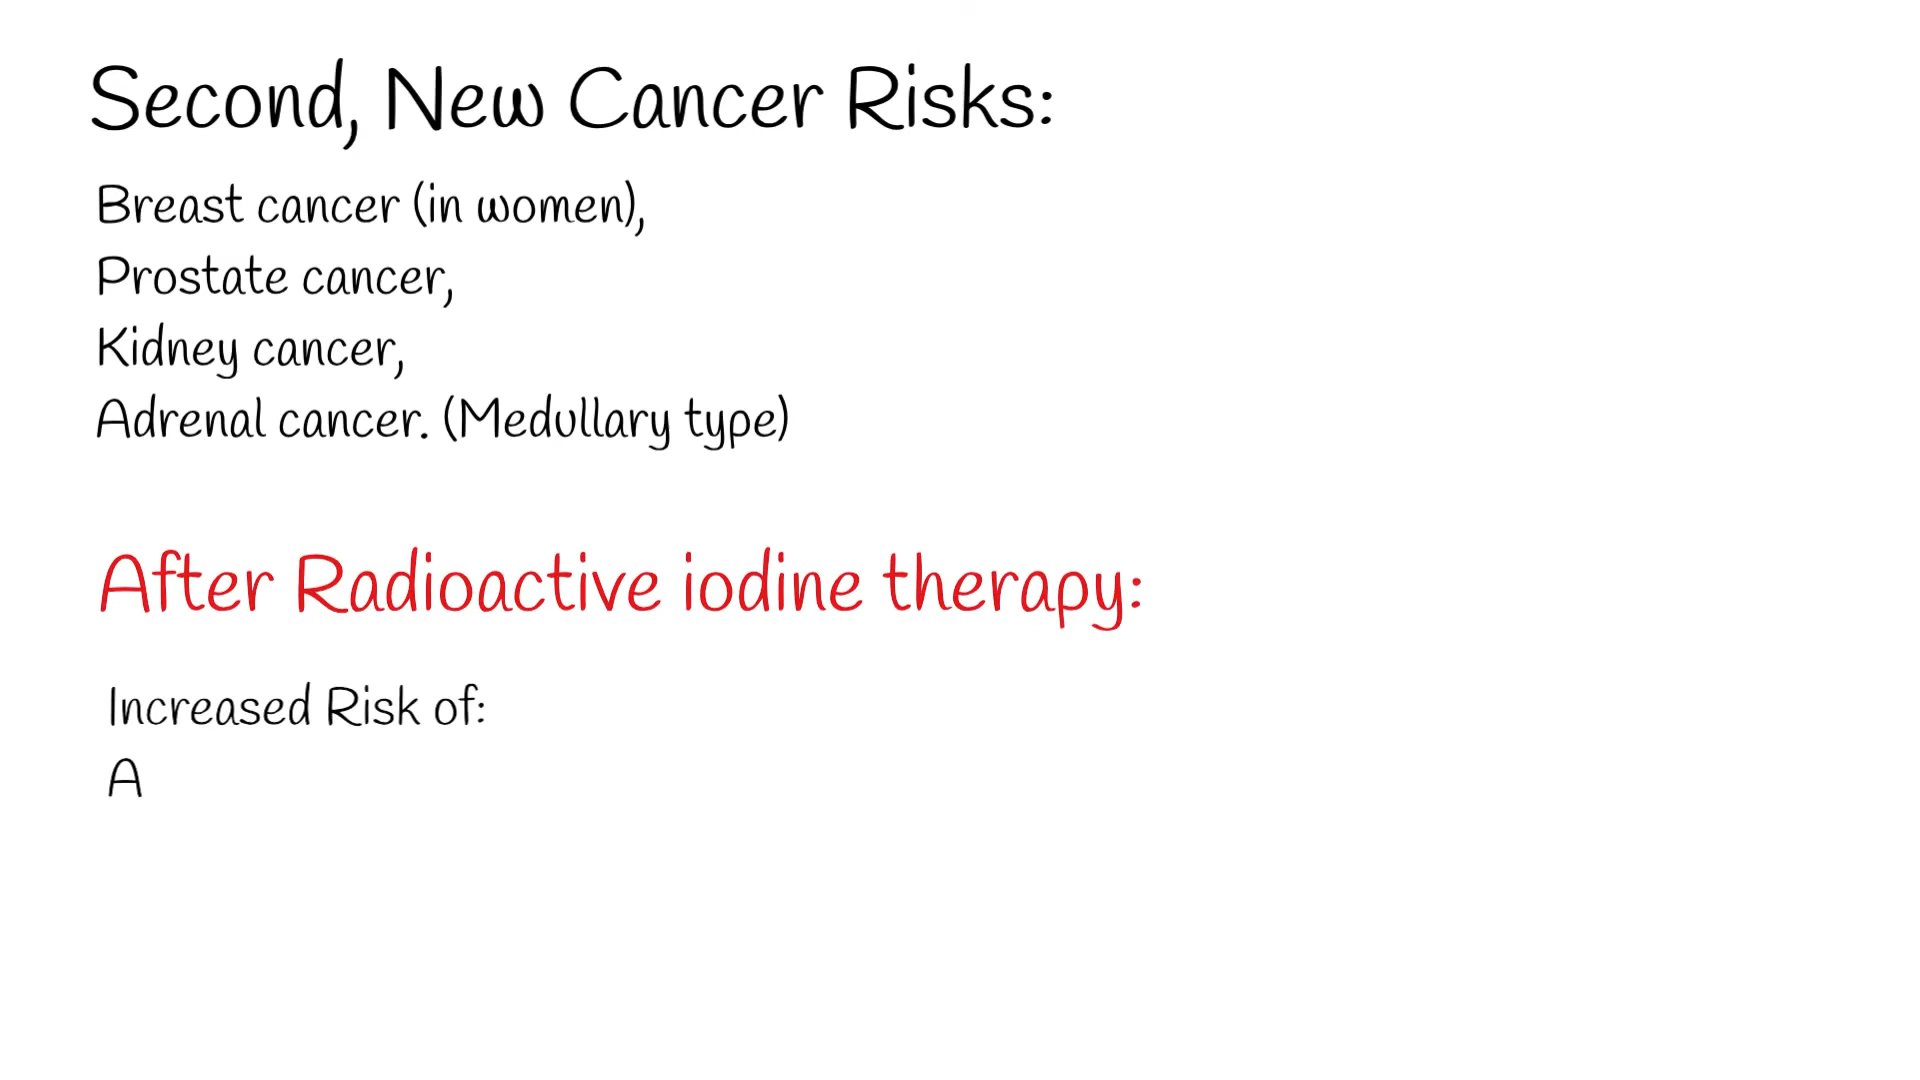 Second, New Cancer Risks:
Breast cancer (in women),
Prostate cancer,
Kidney cancer,
Adrenal cancer. (Medullary type)
After Radioactive iodine therapy:
Increased Risk of:
A